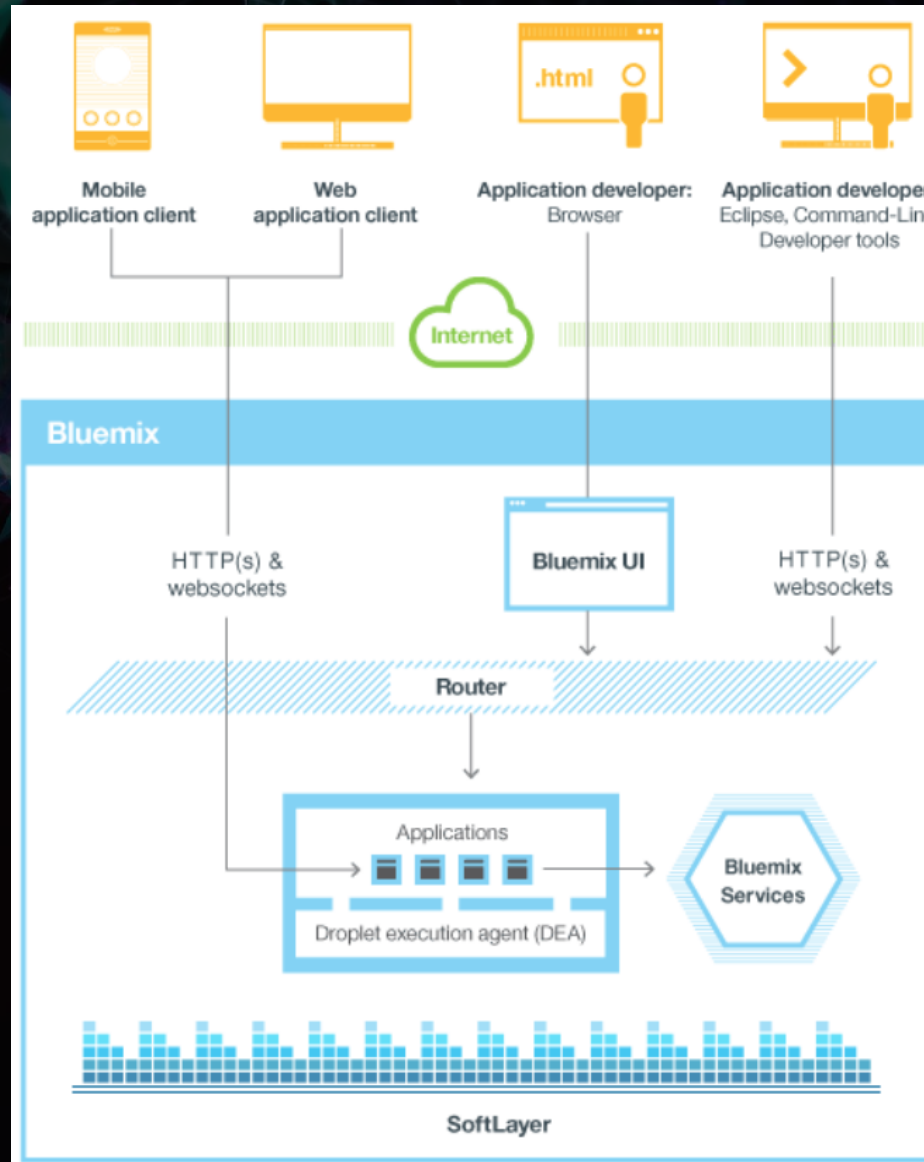 .html
Mobile
application client
Web
application client
Application developer:
Browser
Application develope
Eclipse, Command-Lin
Developer tools
Internet
Bluemix
HTTP(s) &
websockets
Bluemix UI
HTTP(s) &
websockets
Router
Applications
Bluemix
Services
Droplet execution agent (DEA)
SoftLayer